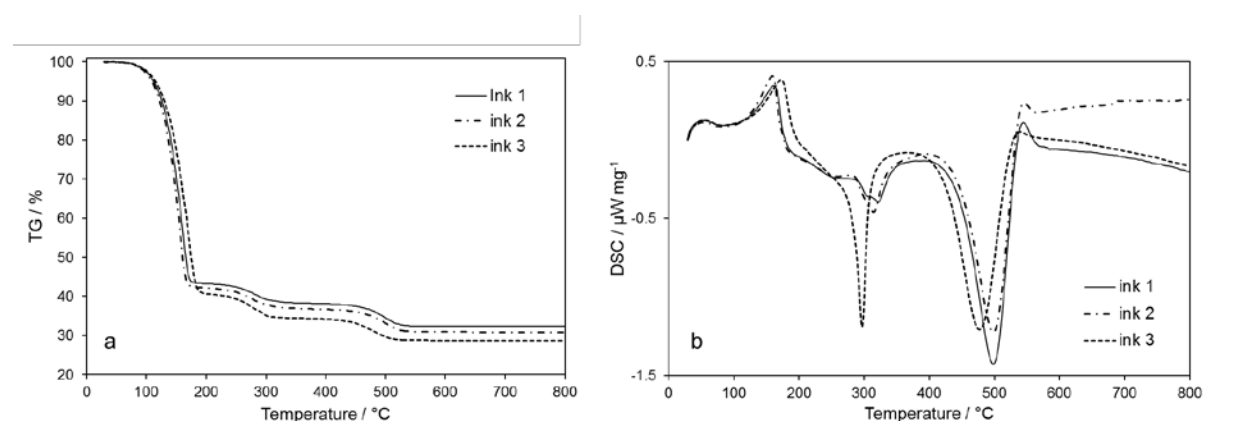 100
90
80
70
60
50
40
30
20
TG / %
Ink 1
ink 2
ink 3
a
0 100 200 300 400 500 600 700 800
Temperature / °C
0.5
-0.5
-1.5
DSC / µW mg⁻¹
ink 1
ink 2
ink 3
b
0 100 200 300 400 500 600 700 800
Temperature / °C